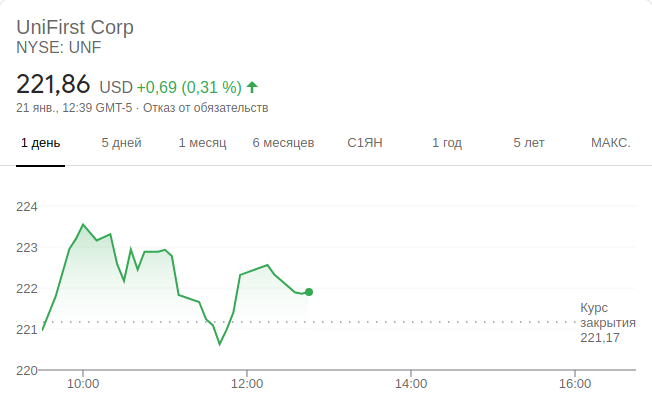 UniFirst Corp
NYSE: UNF
221,86 USD +0,69 (0,31 %)
21 янв., 12:39 GMT-5 · Отказ от обязательств
1 день 5 дней 1 месяц 6 месяцев С1ЯН 1 год 5 лет МАКС.
224
223
222
221
220
Курс
закрытия
221,17
10:00 12:00 14:00 16:00